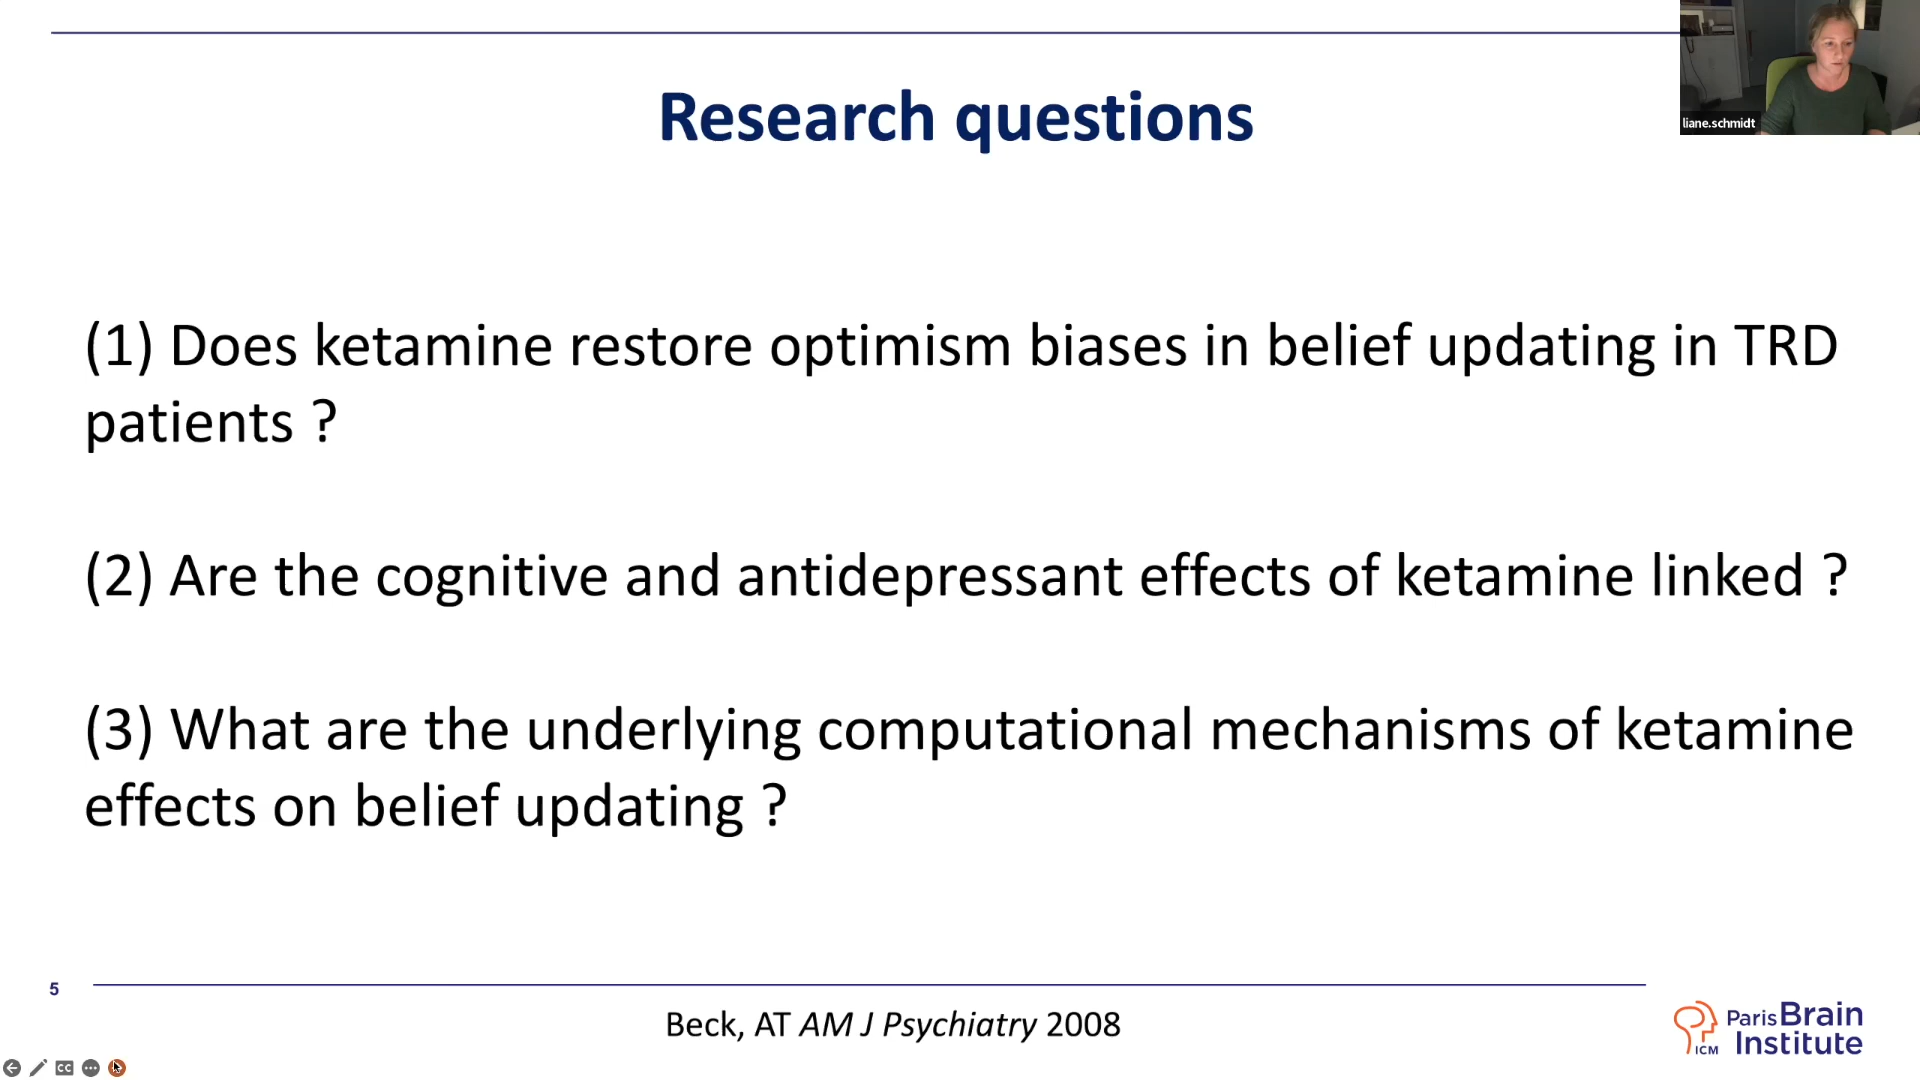 Research questions
liane.schmidt
(1) Does ketamine restore optimism biases in belief updating in TRD
patients ?
(2) Are the cognitive and antidepressant effects of ketamine linked ?
(3) What are the underlying computational mechanisms of ketamine
effects on belief updating ?
5
Beck, AT AM J Psychiatry 2008
Paris Brain
Institute
ICM
CC